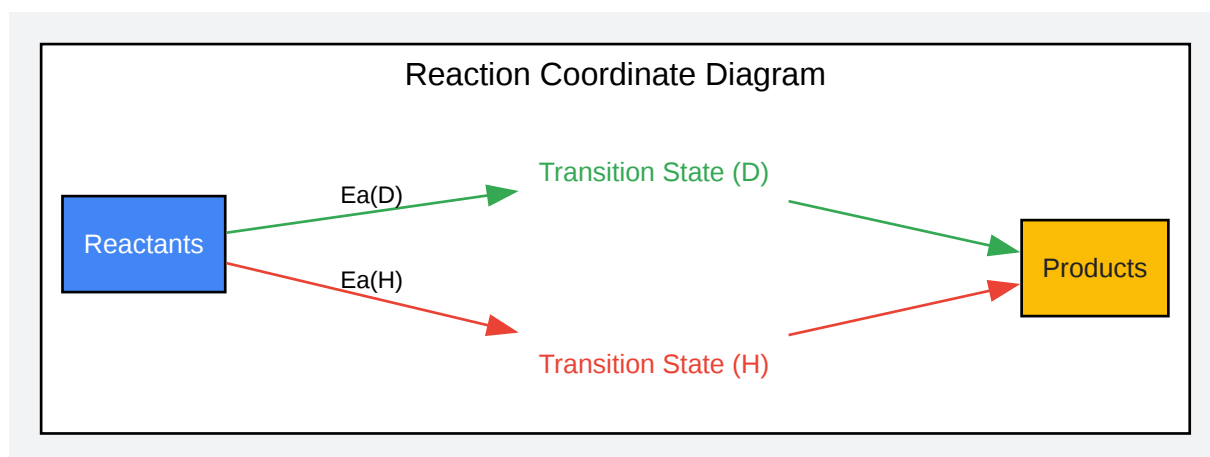 Reaction Coordinate Diagram
Transition State (D)
Ea(D)
Reactants
Products
Ea(H)
Transition State (H)